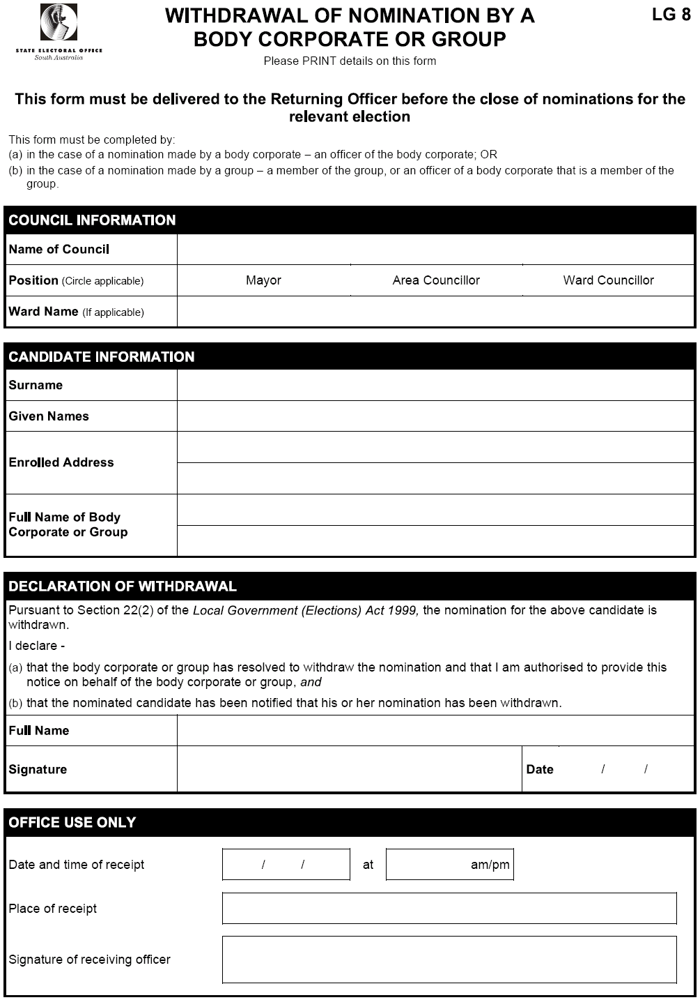 WITHDRAWAL OF NOMINATION BY A
LG 8
BODY CORPORATE OR GROUP
STATE ELECTORAL OFFICE
South Australia
Please PRINT details on this form
This form must be delivered to the Returning Officer before the close of nominations for the
relevant election
This form must be completed by:
(a) in the case of a nomination made by a body corporate – an officer of the body corporate; OR
(b) in the case of a nomination made by a group – a member of the group, or an officer of a body corporate that is a member of the
group.
COUNCIL INFORMATION
Name of Council
Position (Circle applicable) Mayor Area Councillor Ward Councillor
Ward Name (If applicable)
CANDIDATE INFORMATION
Surname
Given Names
Enrolled Address
Full Name of Body
Corporate or Group
DECLARATION OF WITHDRAWAL
Pursuant to Section 22(2) of the Local Government (Elections) Act 1999, the nomination for the above candidate is
withdrawn.
I declare -
(a) that the body corporate or group has resolved to withdraw the nomination and that I am authorised to provide this
notice on behalf of the body corporate or group, and
(b) that the nominated candidate has been notified that his or her nomination has been withdrawn.
Full Name
Signature Date / /
OFFICE USE ONLY
Date and time of receipt / / at am/pm
Place of receipt
Signature of receiving officer